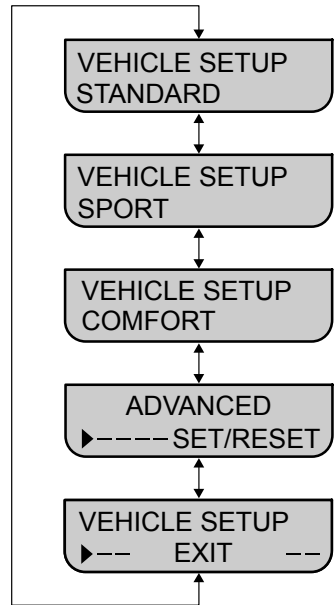 VEHICLE SETUP
STANDARD
VEHICLE SETUP
SPORT
VEHICLE SETUP
COMFORT
ADVANCED
▶---- SET/RESET
VEHICLE SETUP
▶-- EXIT --